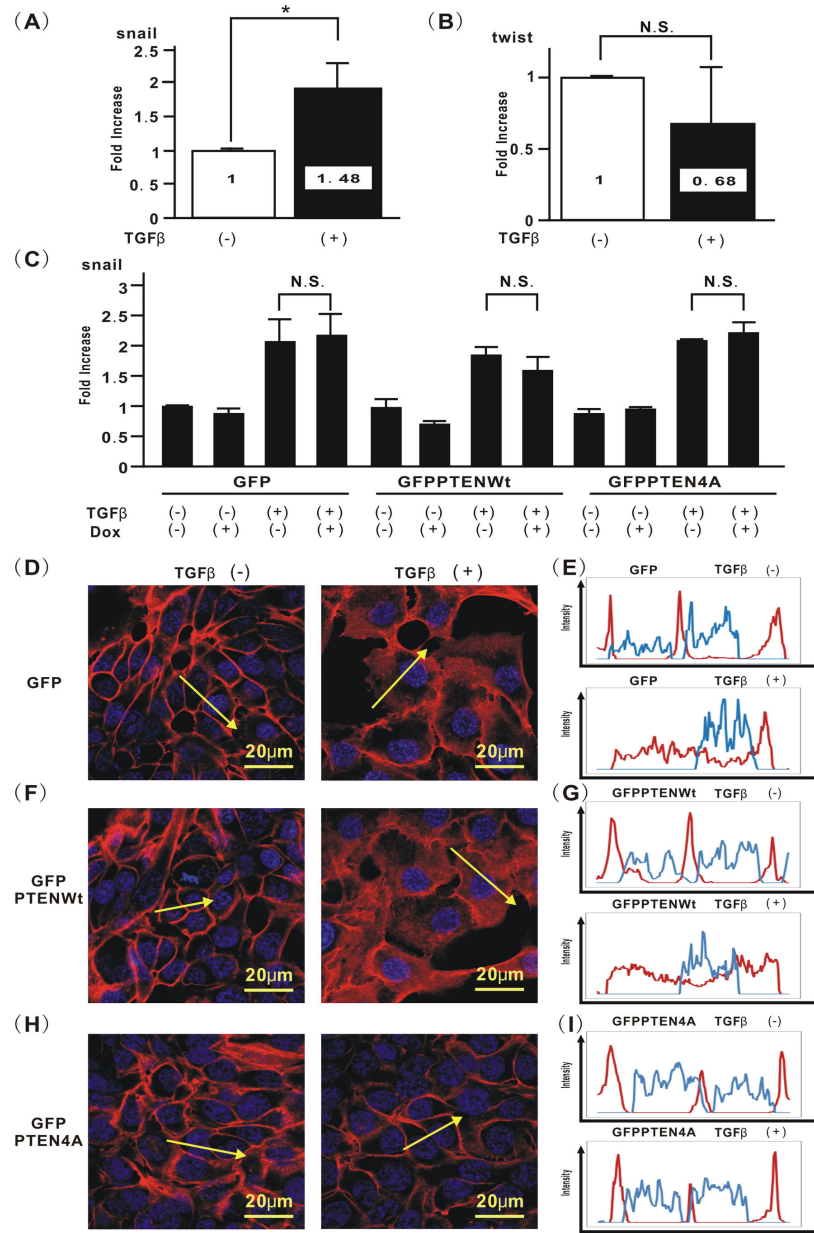 (A)
snail
*
2.5
2
1.5
1
0.5
0
Fold Increase
1
1.48
TGFβ (-) (+)
(B)
twist
N.S.
1
0.5
0
Fold Increase
1
0.68
TGFβ (-) (+)
(C)
snail
3
2.5
2
1.5
1
0.5
0
Fold Increase
N.S. N.S. N.S.
GFP GFPPTENWt GFPPTEN4A
TGFβ (-) (-) (+) (+) (-) (-) (+) (+) (-) (-) (+) (+)
Dox (-) (+) (-) (+) (-) (+) (-) (+) (-) (+) (-) (+)
(D)
TGFβ (-) TGFβ (+)
GFP
20μm 20μm
(E)
GFP TGFβ (-)
Intensity
GFP TGFβ (+)
Intensity
(F)
GFP
PTENWt
20μm 20μm
(G)
GFPPTENWt TGFβ (-)
Intensity
GFPPTENWt TGFβ (+)
Intensity
(H)
GFP
PTEN4A
20μm 20μm
(I)
GFPPTEN4A TGFβ (-)
Intensity
GFPPTEN4A TGFβ (+)
Intensity